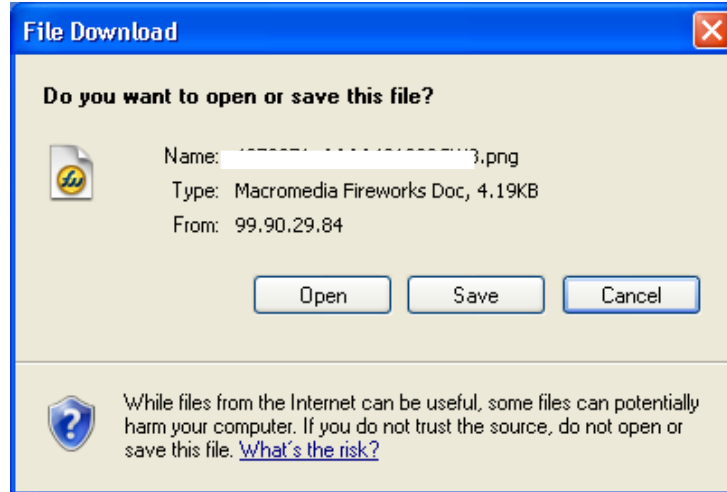 File Download
Do you want to open or save this file?
Name: .png
Type: Macromedia Fireworks Doc, 4.19KB
From: 99.90.29.84
Open Save Cancel
While files from the Internet can be useful, some files can potentially
harm your computer. If you do not trust the source, do not open or
save this file. What's the risk?